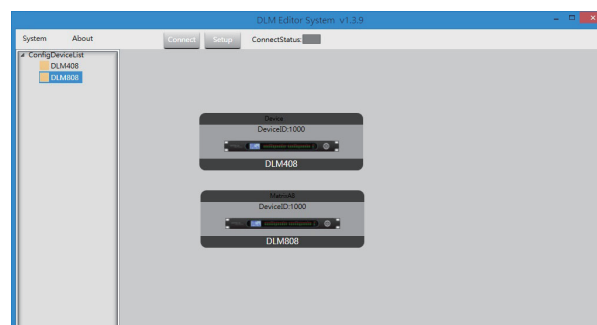 DLM Editor System v1.3.9
System About Connect Setup ConnectStatus:
ConfigDeviceList
DLM408
DLM808
Device
DeviceID:1000
DLM408
MatrixA8
DeviceID:1000
DLM808